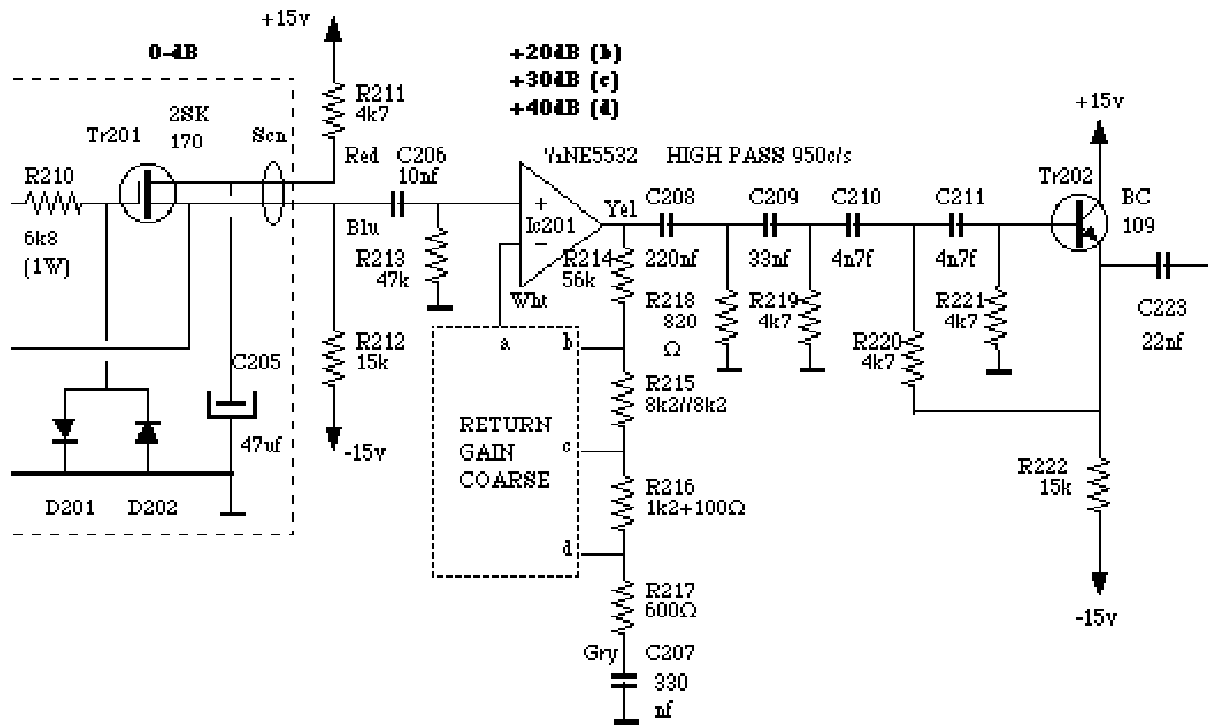 +15v
0-dB
+20dB (b)
+30dB (c)
+40dB (d)
R211
4k7
2SK
170
Tr201
Scn
Red
C206
10nf
NE5532
HIGH PASS 950c/s
+15v
Tr202
BC
109
R210
6k8
(1W)
Blu
R213
47k
+
Ic201
−
Yel
Wht
C208
220nf
C209
33nf
C210
4n7f
C211
4n7f
R214
56k
R218
820
Ω
R219
4k7
R220
4k7
R221
4k7
C223
22nf
R212
15k
C205
47uf
-15v
D201
D202
a
b
c
d
RETURN
GAIN
COARSE
R215
8k2//8k2
R216
1k2+100Ω
R217
600Ω
Gry
C207
330
nf
R222
15k
-15v